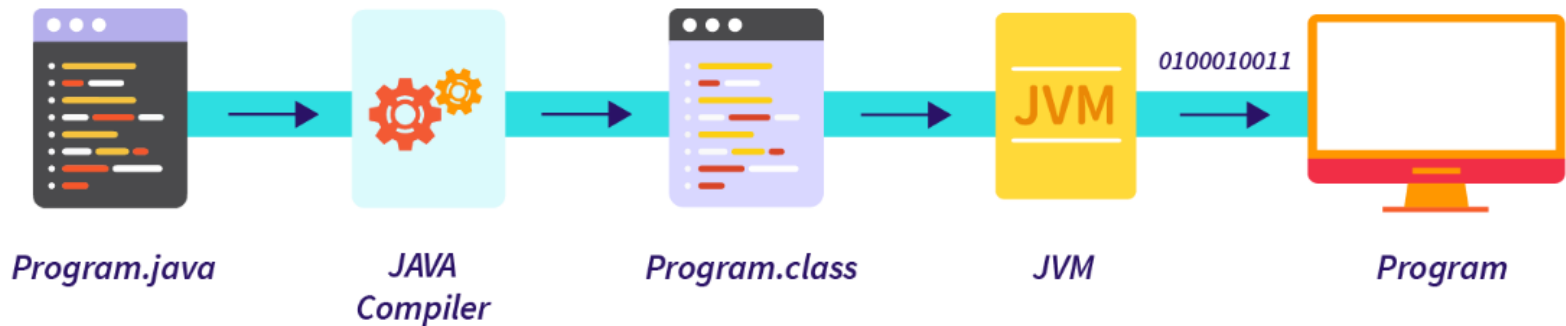 0100010011
JVM
Program.java
JAVA
Compiler
Program.class
JVM
Program